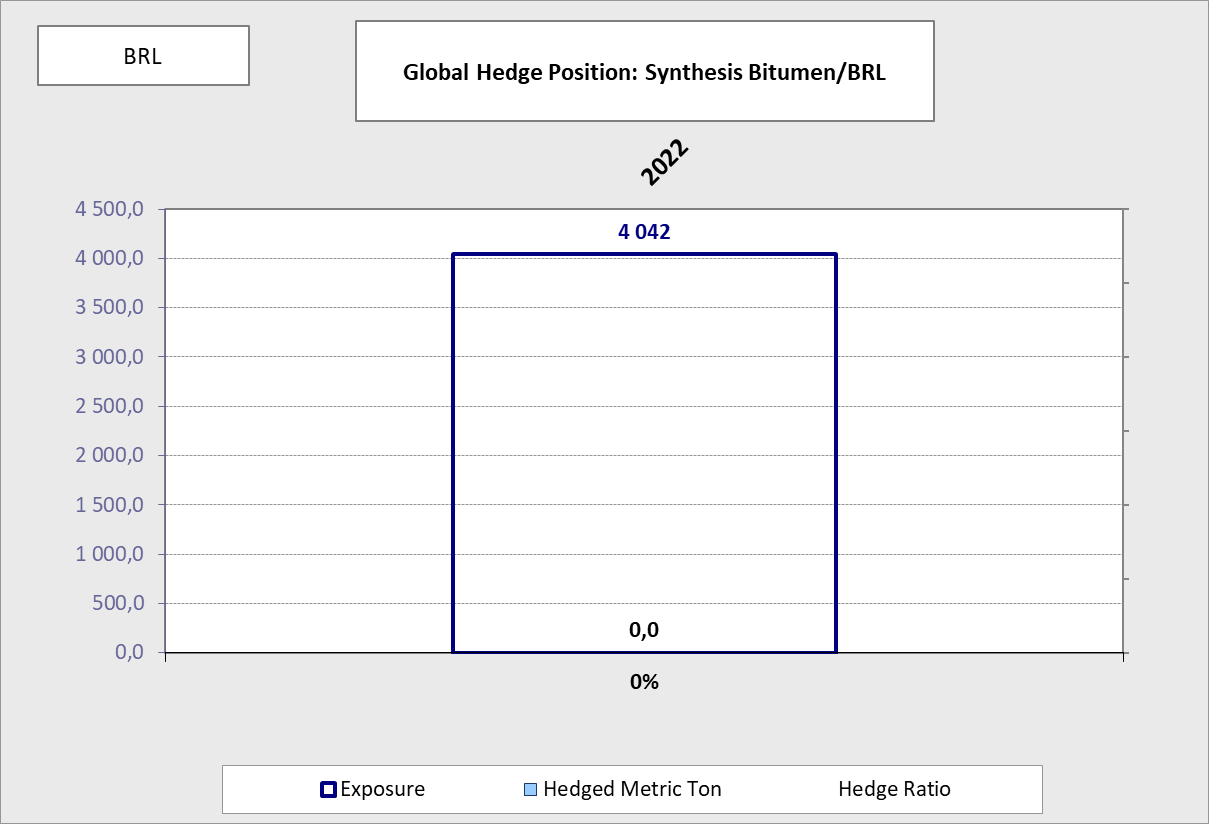 BRL
Global Hedge Position: Synthesis Bitumen/BRL
2022
4 500,0
4 042
4 000,0
3 500,0
3 000,0
2 500,0
2 000,0
1 500,0
1 000,0
500,0
0,0
0,0
0%
Exposure
Hedged Metric Ton
Hedge Ratio